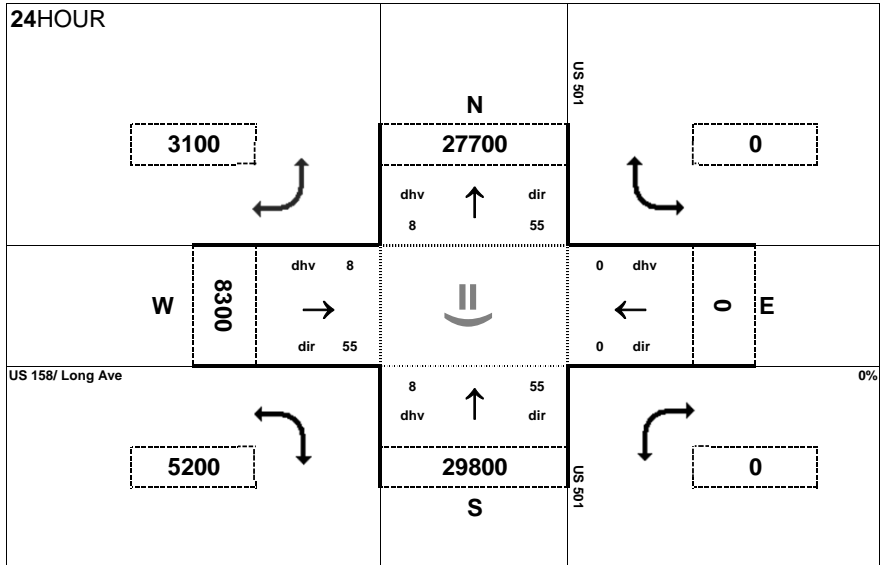 24HOUR
US 501
N
3100
27700
0
dhv
dir
8
55
dhv 8
0 dhv
W
8300
0
E
dir 55
0 dir
US 158/ Long Ave
0%
8
55
dhv
dir
5200
29800
0
US 501
S